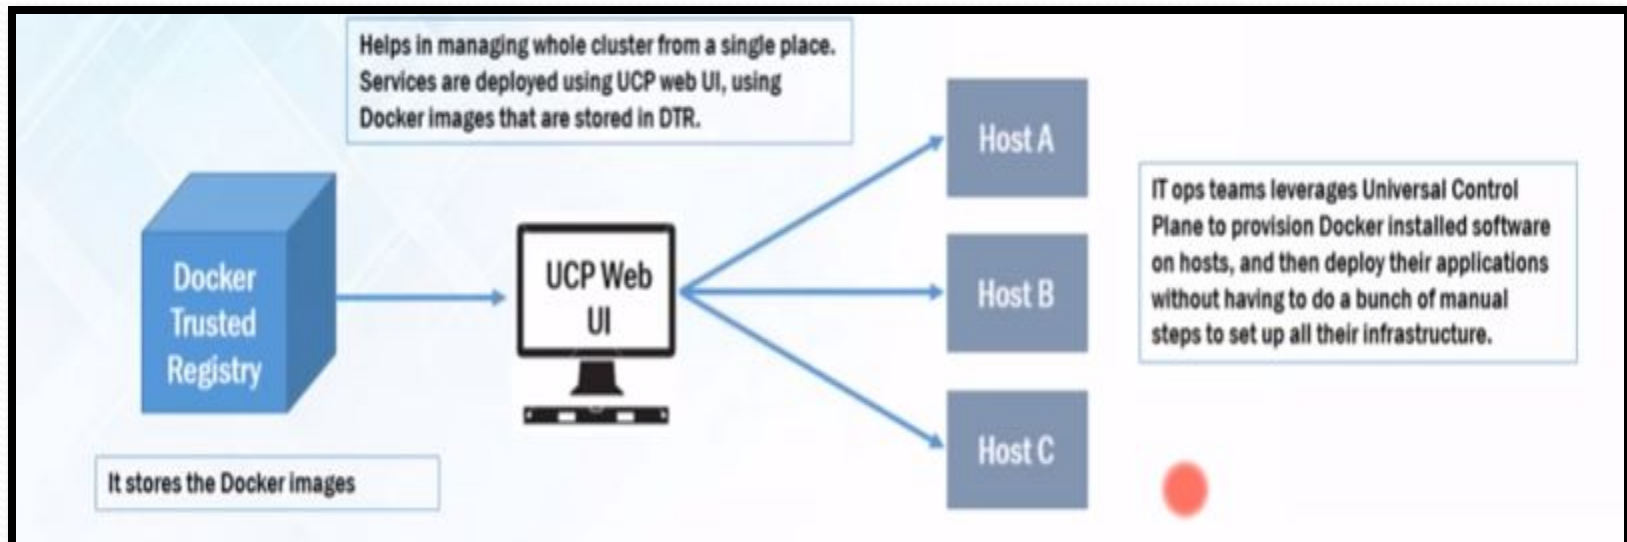 Helps in managing whole cluster from a single place.
Services are deployed using UCP web UI, using
Docker images that are stored in DTR.
Docker
Trusted
Registry
It stores the Docker images
UCP Web
UI
Host A
Host B
Host C
IT ops teams leverages Universal Control
Plane to provision Docker installed software
on hosts, and then deploy their applications
without having to do a bunch of manual
steps to set up all their infrastructure.